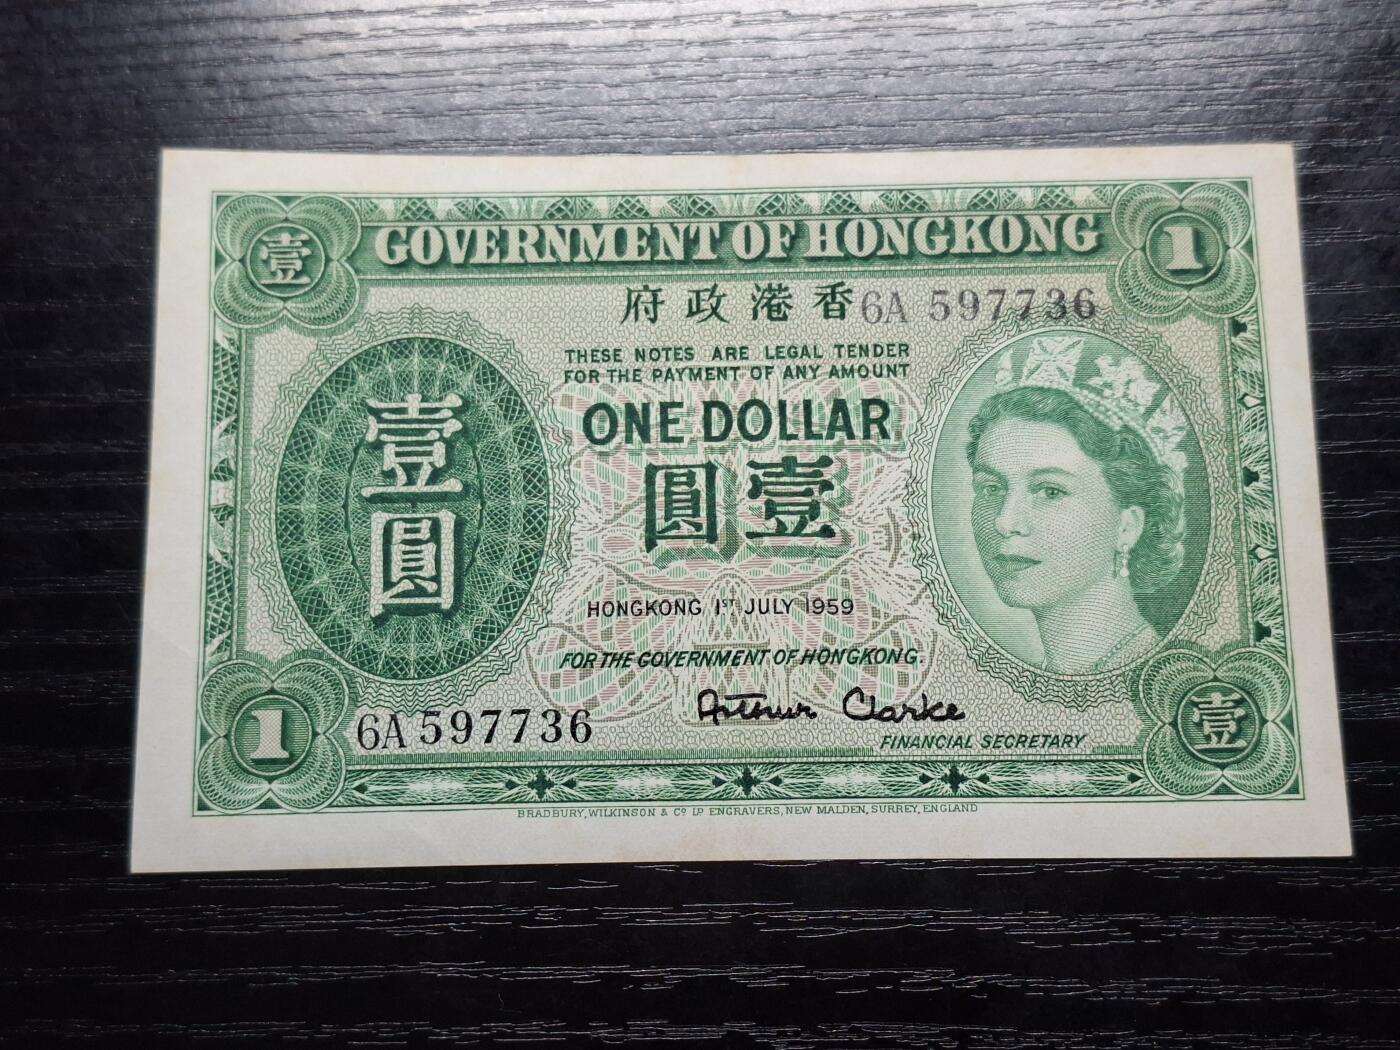 壹
GOVERNMENT OF HONGKONG
1
府政港香
6A 597736
THESE NOTES ARE LEGAL TENDER
FOR THE PAYMENT OF ANY AMOUNT
ONE DOLLAR
圓壹
壹
圓
HONGKONG 1ST JULY 1959
FOR THE GOVERNMENT OF HONGKONG.
Arthur Clarke
FINANCIAL SECRETARY
6A 597736
1
壹
BRADBURY, WILKINSON & Co Ld ENGRAVERS, NEW MALDEN, SURREY, ENGLAND